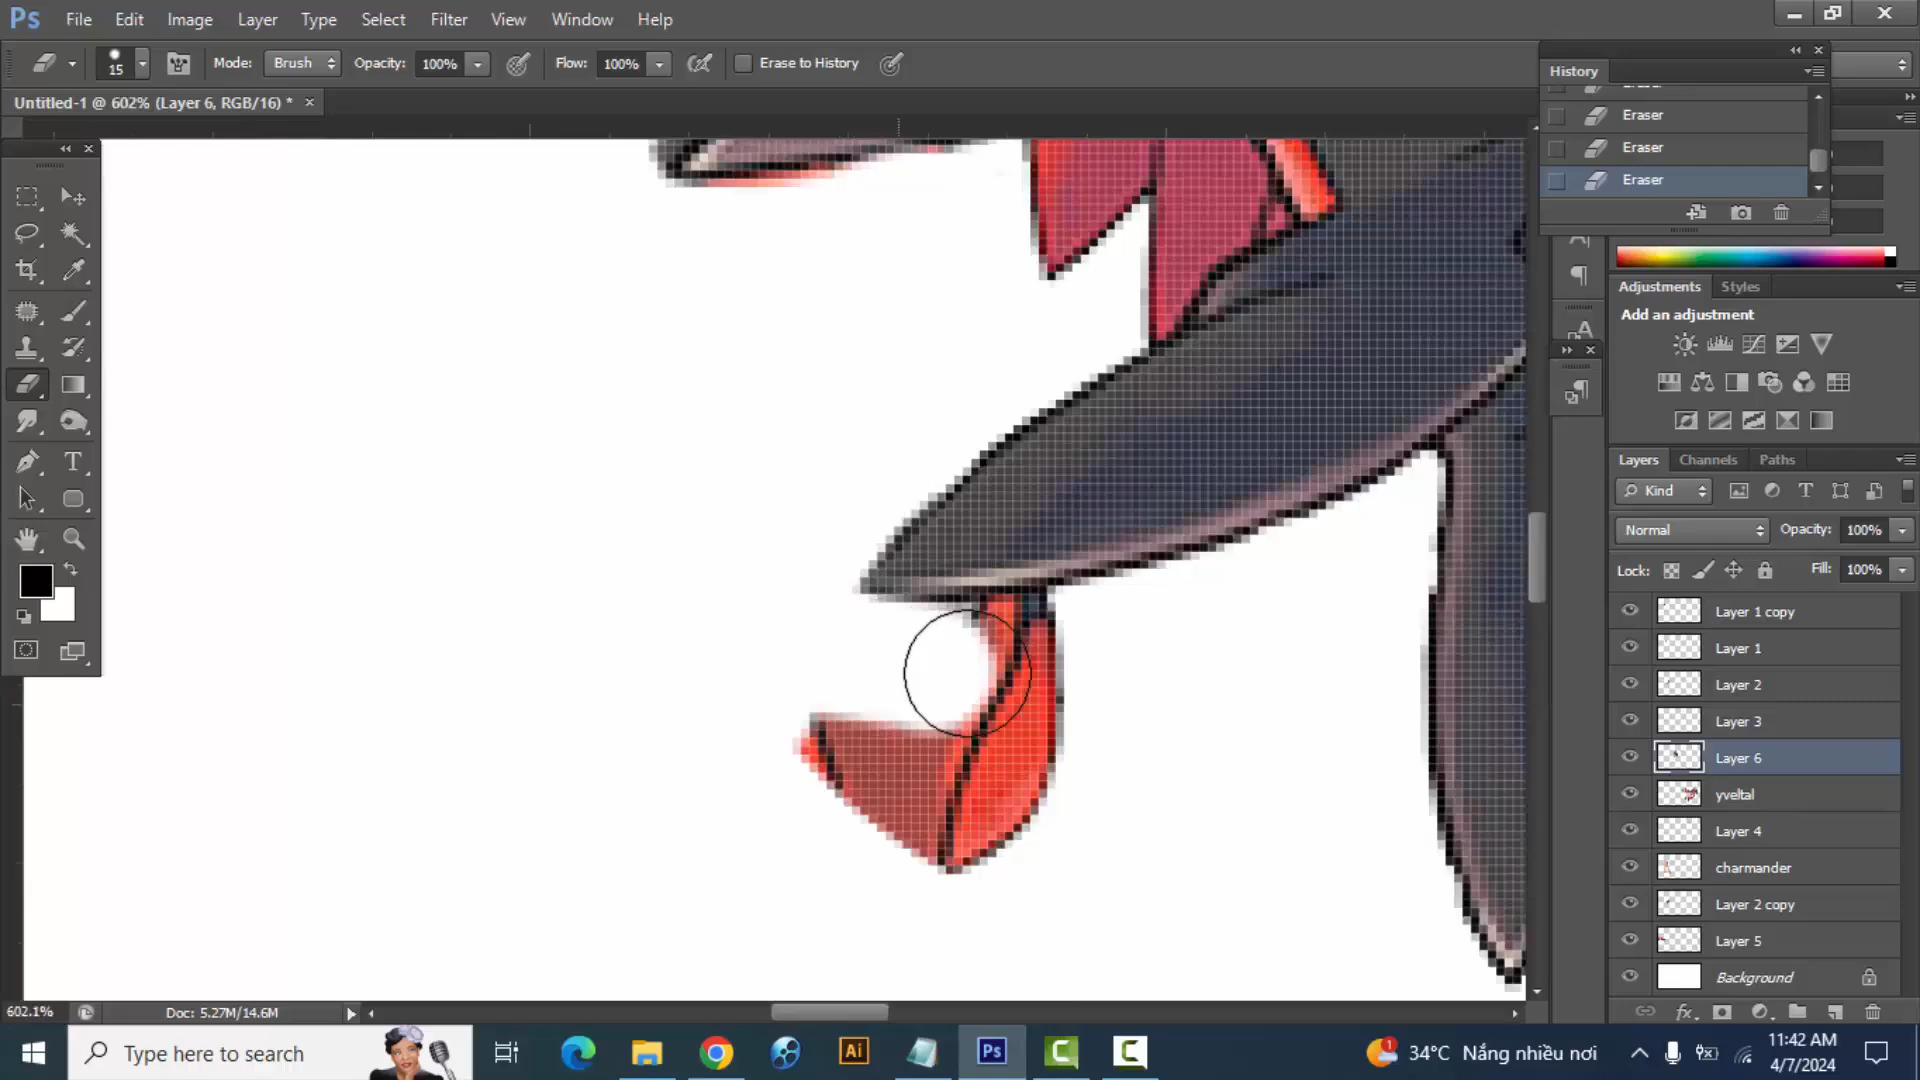 Ps File Edit Image Layer Type Select Filter View Window Help
15 Mode: Brush Opacity: 100% Flow: 100% Erase to History
History
Untitled-1 @ 602% (Layer 6, RGB/16) * ×
Eraser
Eraser
Eraser
Adjustments Styles
Add an adjustment
Layers Channels Paths
Kind
Normal Opacity: 100%
Lock: Fill: 100%
Layer 1 copy
Layer 1
Layer 2
Layer 3
Layer 6
yveltal
Layer 4
charmander
Layer 2 copy
Layer 5
Background
602.1% Doc: 5.27M/14.6M
Type here to search
Ai
Ps
1
34°C Nắng nhiều nơi
11:42 AM
4/7/2024